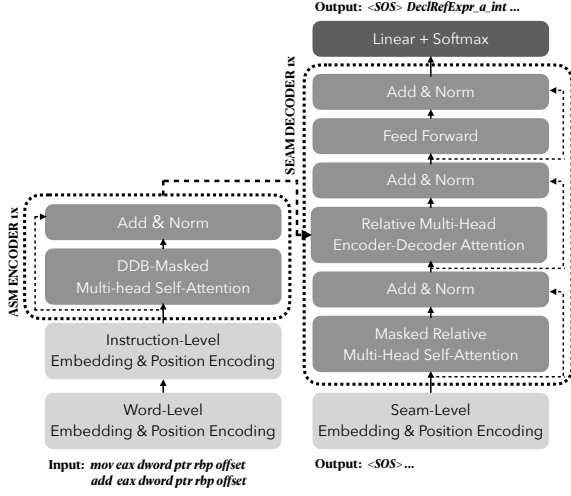 Output: <SOS> DeclRefExpr_a_int ...
Linear + Softmax
SEAM DECODER 1x
Add & Norm
Feed Forward
Add & Norm
Relative Multi-Head
Encoder-Decoder Attention
Add & Norm
Masked Relative
Multi-Head Self-Attention
Seam-Level
Embedding & Position Encoding
Output: <SOS> ...
ASM ENCODER 1x
Add & Norm
DDB-Masked
Multi-head Self-Attention
Instruction-Level
Embedding & Position Encoding
Word-Level
Embedding & Position Encoding
Input: mov eax dword ptr rbp offset
add eax dword ptr rbp offset